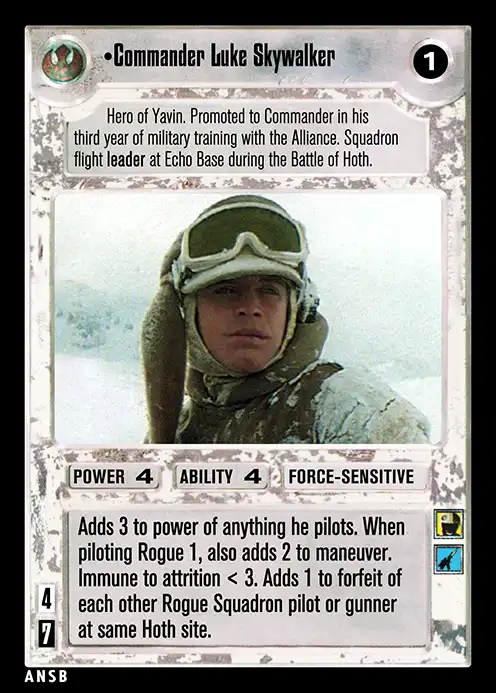 •Commander Luke Skywalker
1
Hero of Yavin. Promoted to Commander in his
third year of military training with the Alliance. Squadron
flight leader at Echo Base during the Battle of Hoth.
POWER 4 ABILITY 4 FORCE-SENSITIVE
Adds 3 to power of anything he pilots. When
piloting Rogue 1, also adds 2 to maneuver.
Immune to attrition < 3. Adds 1 to forfeit of
each other Rogue Squadron pilot or gunner
at same Hoth site.
4
7
ANSB